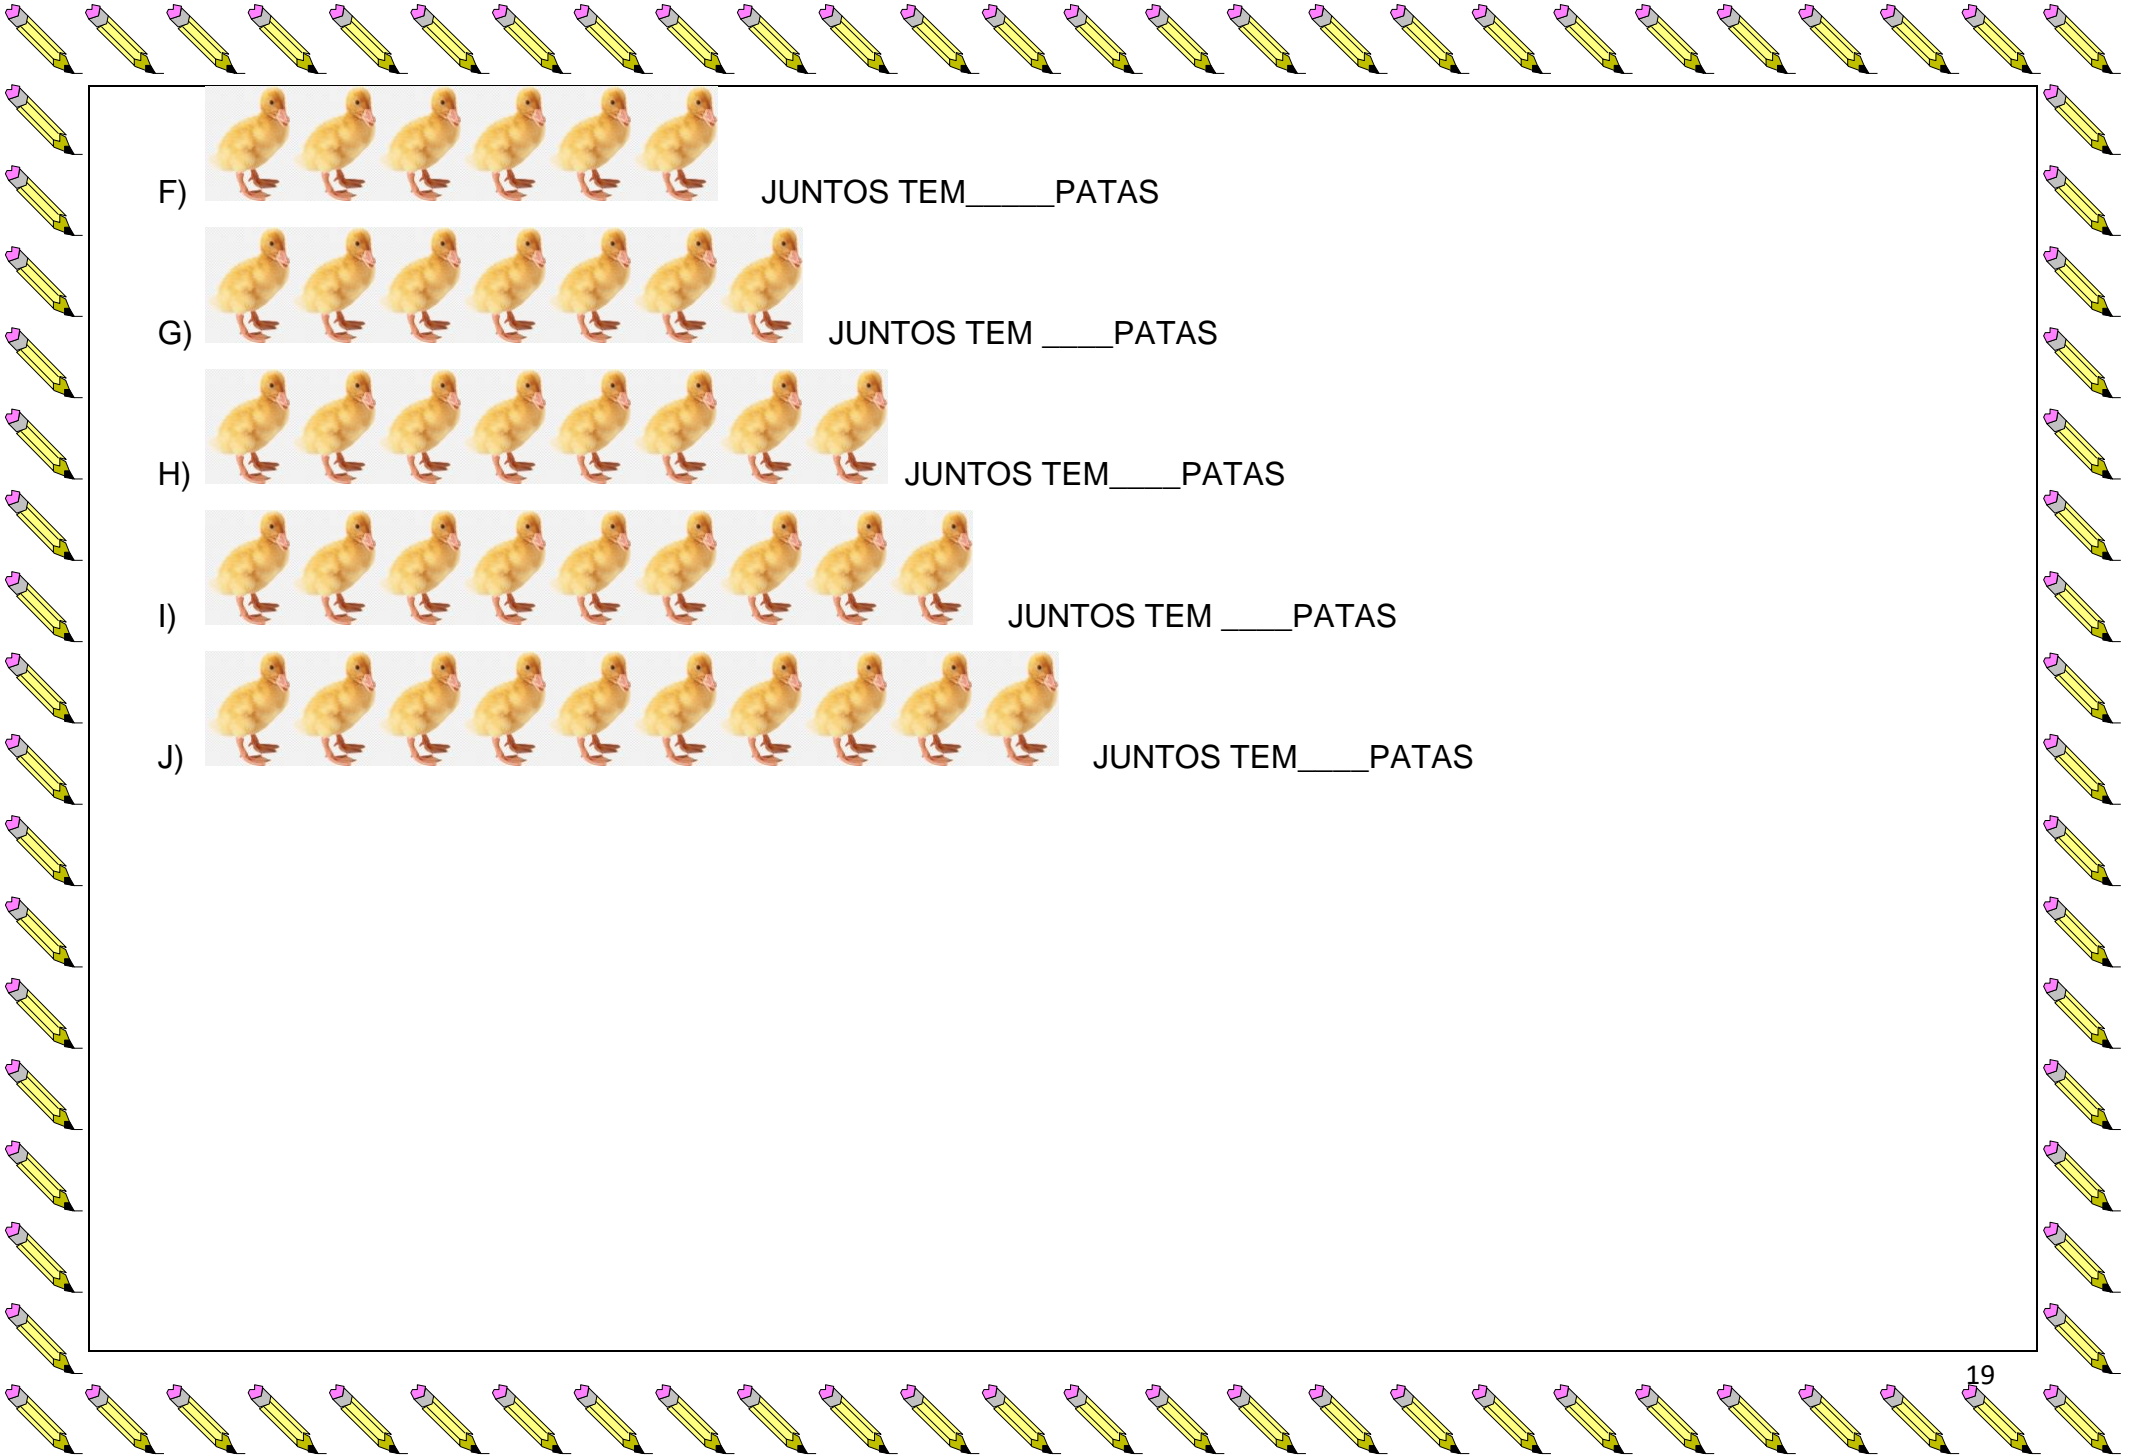 F) JUNTOS TEM_____PATAS
G) JUNTOS TEM ____PATAS
H) JUNTOS TEM____PATAS
I) JUNTOS TEM ____PATAS
J) JUNTOS TEM____PATAS
19